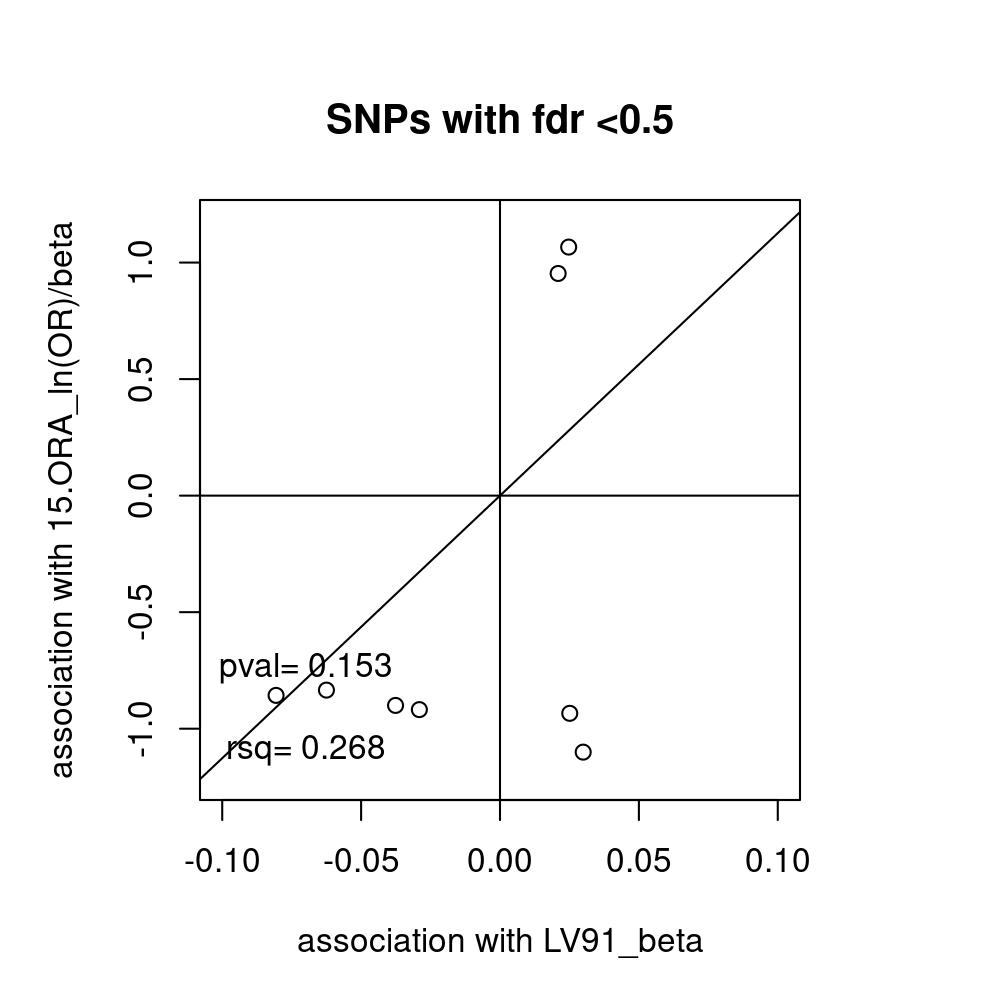 SNPs with fdr <0.5
association with 15.ORA_ln(OR)/beta
1.0
0.5
0.0
-0.5
-1.0
pval= 0.153
rsq= 0.268
-0.10 -0.05 0.00 0.05 0.10
association with LV91_beta